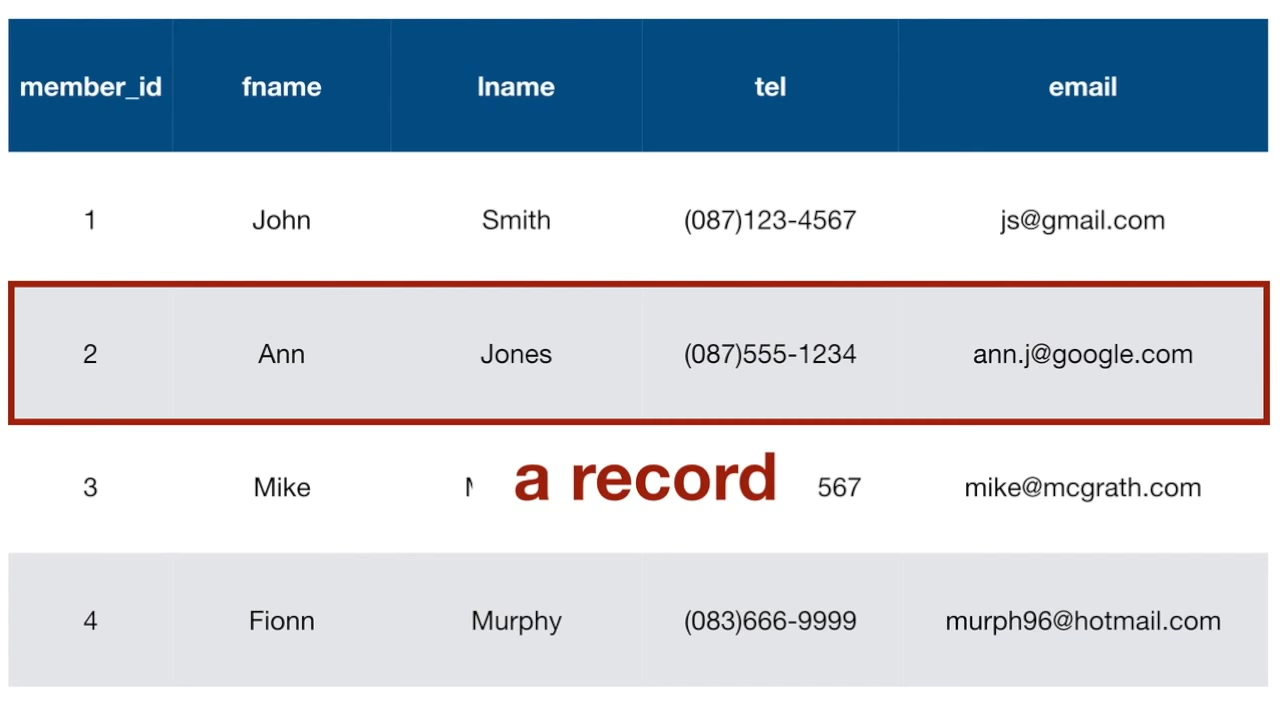 member_id fname lname tel email
1 John Smith (087)123-4567 js@gmail.com
2 Ann Jones (087)555-1234 ann.j@google.com
3 Mike a record 567 mike@mcgrath.com
4 Fionn Murphy (083)666-9999 murph96@hotmail.com